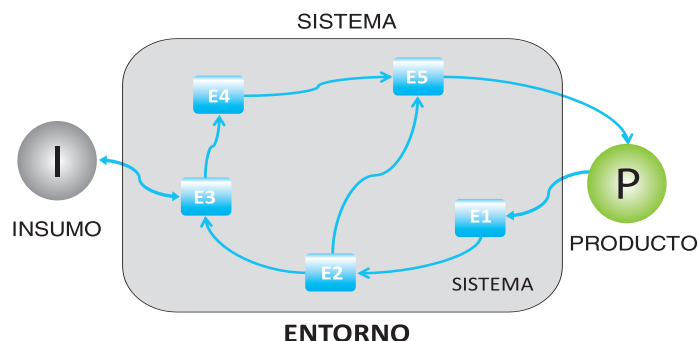 SISTEMA
E5
E4
I
P
E3
E1
INSUMO
PRODUCTO
E2
SISTEMA
ENTORNO